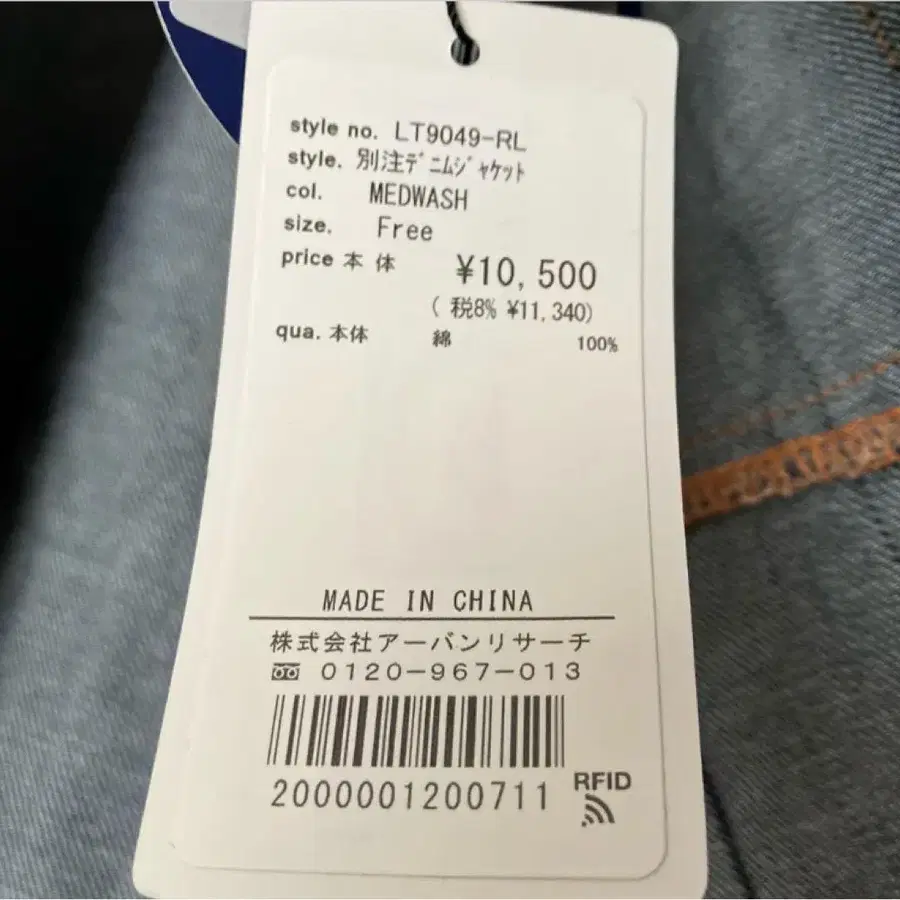 style no. LT9049-RL
style. 別注ﾃﾞﾆﾑｼﾞｬｹｯﾄ
col. MEDWASH
size. Free
price 本体 ¥10,500
(税8% ¥11,340)
qua. 本体 綿 100%
MADE IN CHINA
株式会社アーバンリサーチ
0120-967-013
2000001200711
RFID